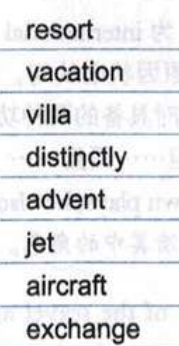 resort
vacation
villa
distinctly
advent
jet
aircraft
exchange